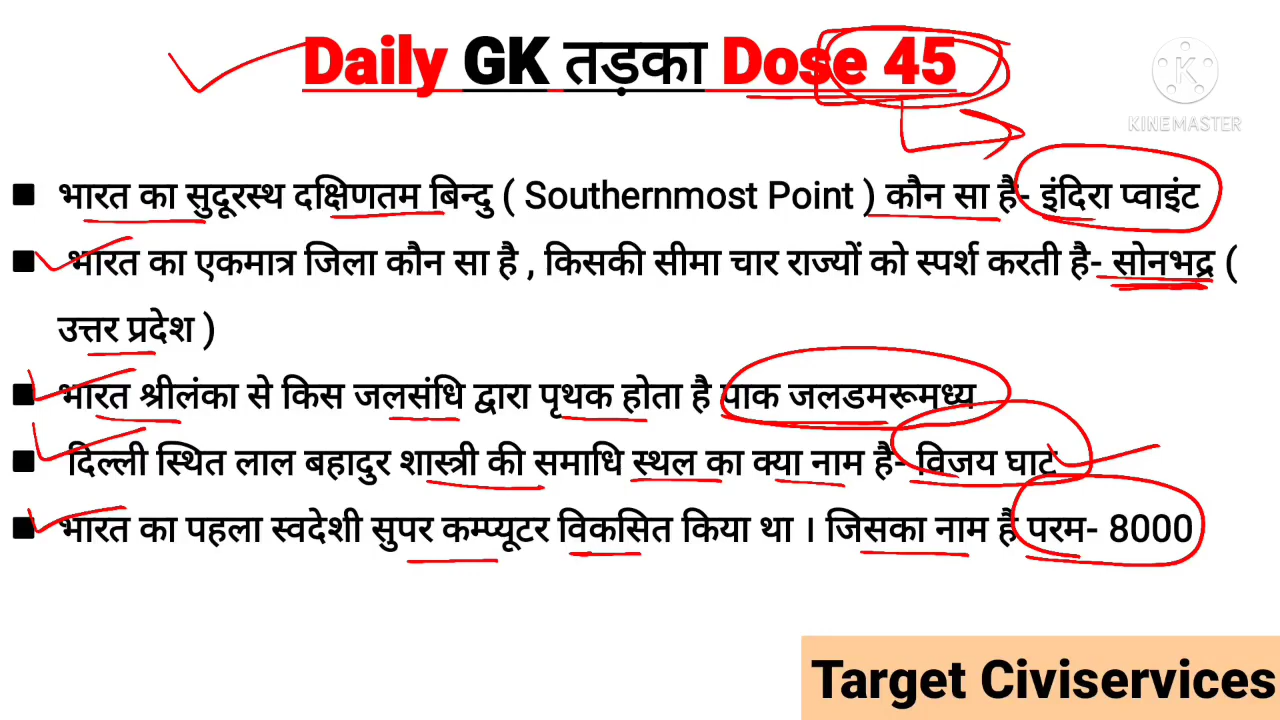 Daily GK तड़का Dose 45
KINEMASTER
■ भारत का सुदूरस्थ दक्षिणतम बिन्दु ( Southernmost Point ) कौन सा है- इंदिरा प्वाइंट
■ भारत का एकमात्र जिला कौन सा है , किसकी सीमा चार राज्यों को स्पर्श करती है- सोनभद्र (
उत्तर प्रदेश )
■ भारत श्रीलंका से किस जलसंधि द्वारा पृथक होता है पाक जलडमरूमध्य
■ दिल्ली स्थित लाल बहादुर शास्त्री की समाधि स्थल का क्या नाम है- विजय घाट
■ भारत का पहला स्वदेशी सुपर कम्प्यूटर विकसित किया था । जिसका नाम है परम- 8000
Target Civiservices